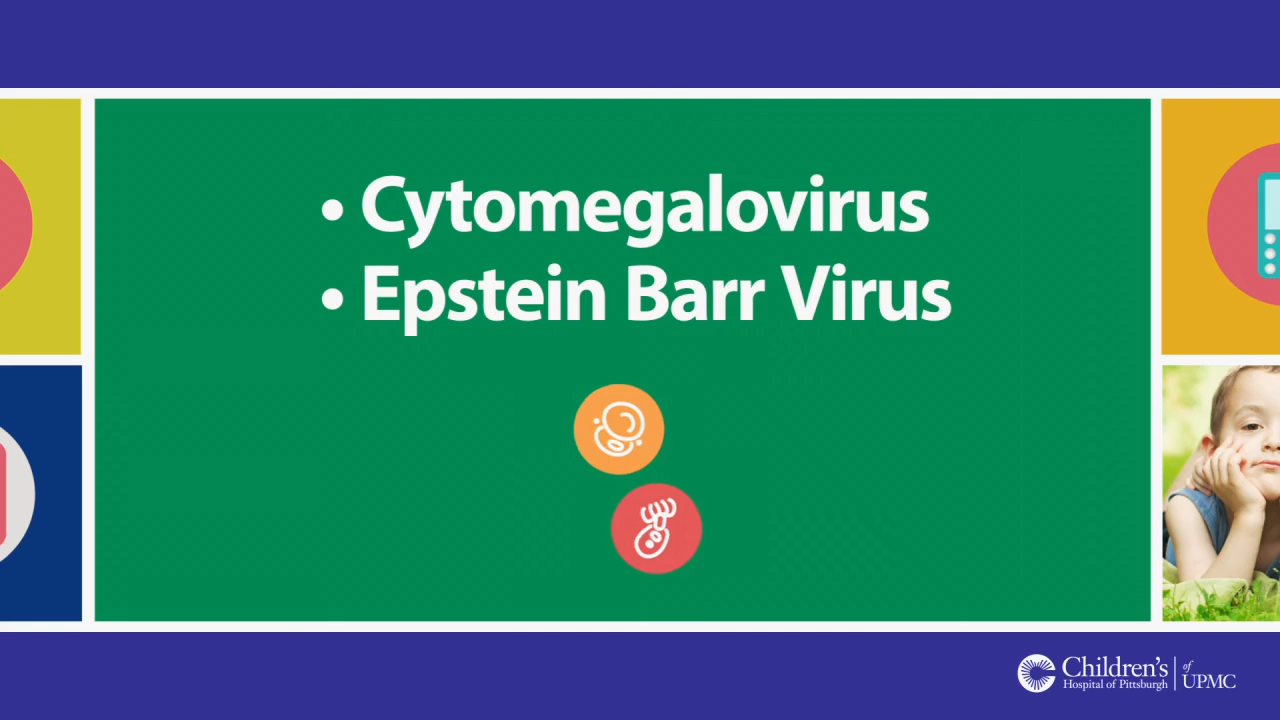 • Cytomegalovirus
• Epstein Barr Virus
Children's
Hospital of Pittsburgh
of
UPMC